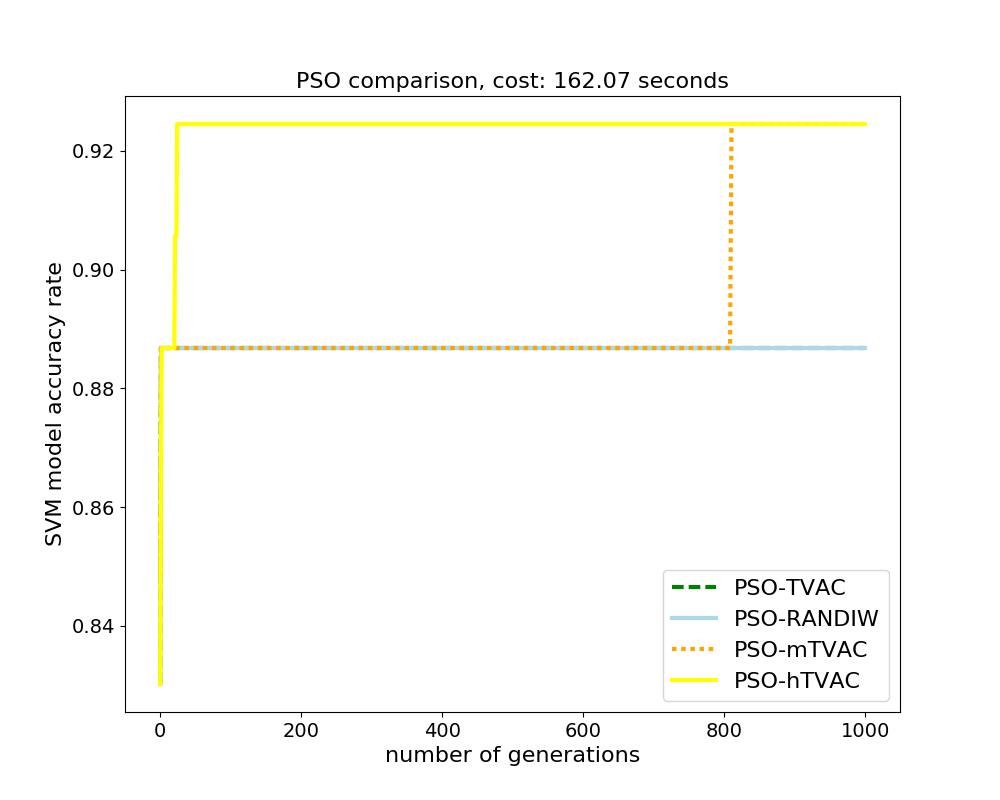 PSO comparison, cost: 162.07 seconds
SVM model accuracy rate
0.92
0.90
0.88
0.86
0.84
PSO-TVAC
PSO-RANDIW
PSO-mTVAC
PSO-hTVAC
0 200 400 600 800 1000
number of generations